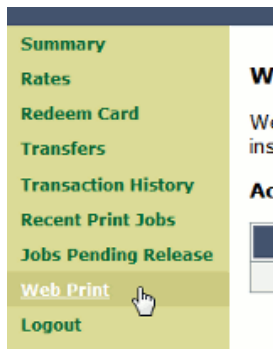 Summary
Rates
Redeem Card
Transfers
Transaction History
Recent Print Jobs
Jobs Pending Release
Web Print
Logout